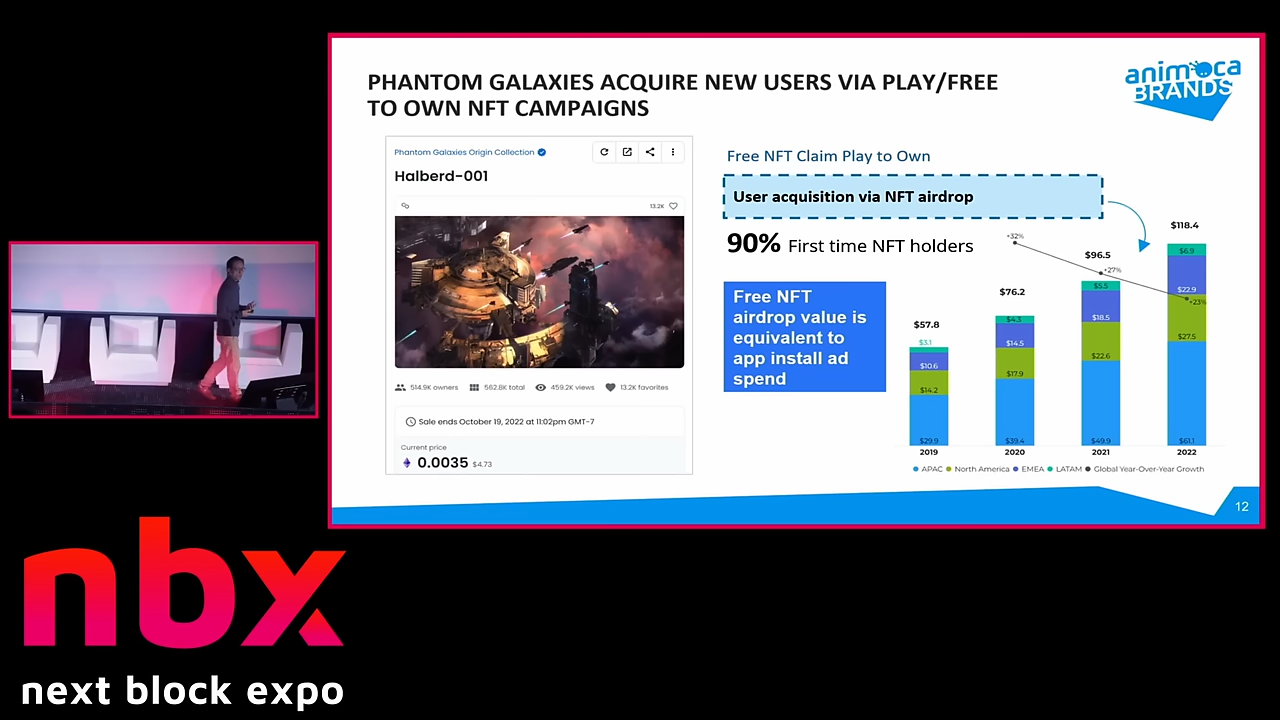 PHANTOM GALAXIES ACQUIRE NEW USERS VIA PLAY/FREE
TO OWN NFT CAMPAIGNS
animoca
BRANDS
Phantom Galaxies Origin Collection
Halberd-001
13.2K
514.9K owners
562.8K total
459.2K views
13.2K favorites
Sale ends October 19, 2022 at 11:02pm GMT-7
Current price
0.0035 $4.73
Free NFT Claim Play to Own
User acquisition via NFT airdrop
90% First time NFT holders
Free NFT
airdrop value is
equivalent to
app install ad
spend
$57.8
$3.1
$10.6
$14.2
$29.9
2019
+32%
$76.2
$4.3
$14.5
$17.9
$39.4
2020
$96.5
+27%
$5.5
$18.5
$22.6
$49.9
2021
$118.4
$6.9
$22.9
+23%
$27.5
$61.1
2022
APAC North America EMEA LATAM Global Year-Over-Year Growth
12
nbx
next block expo